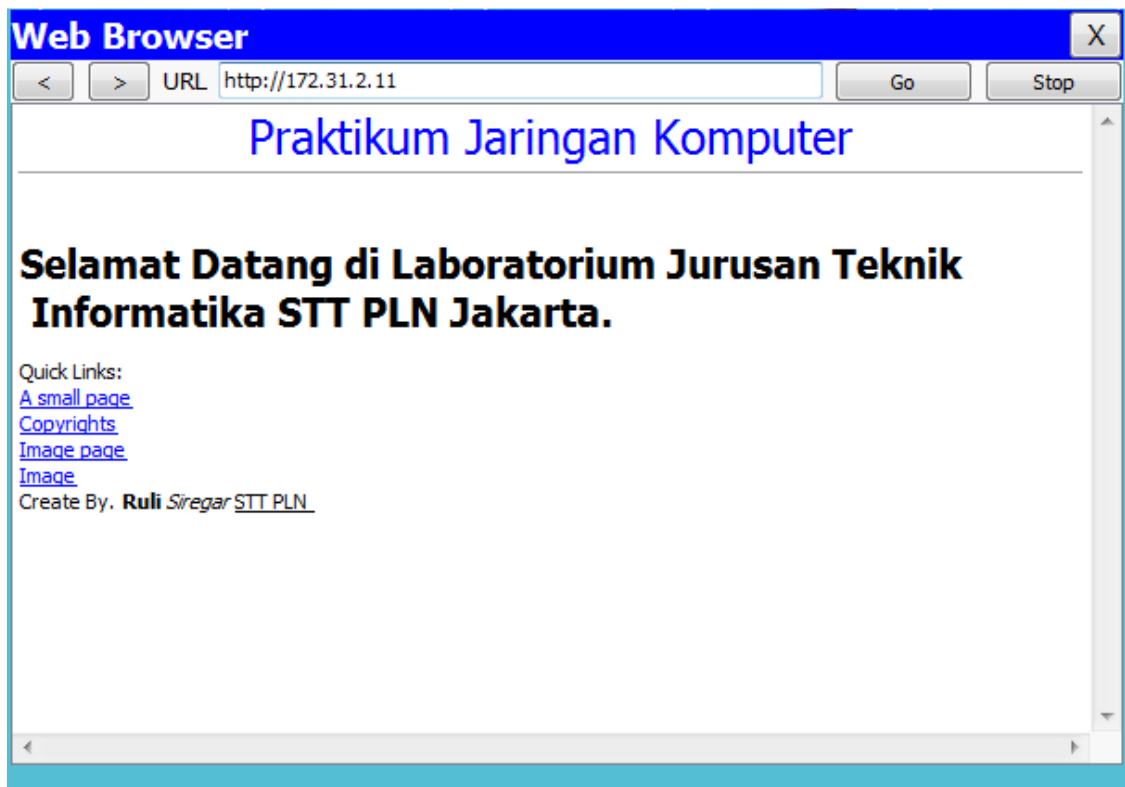 Web Browser X
< > URL http://172.31.2.11 Go Stop
Praktikum Jaringan Komputer
Selamat Datang di Laboratorium Jurusan Teknik
Informatika STT PLN Jakarta.
Quick Links:
A small page
Copyrights
Image page
Image
Create By. Ruli Siregar STT PLN